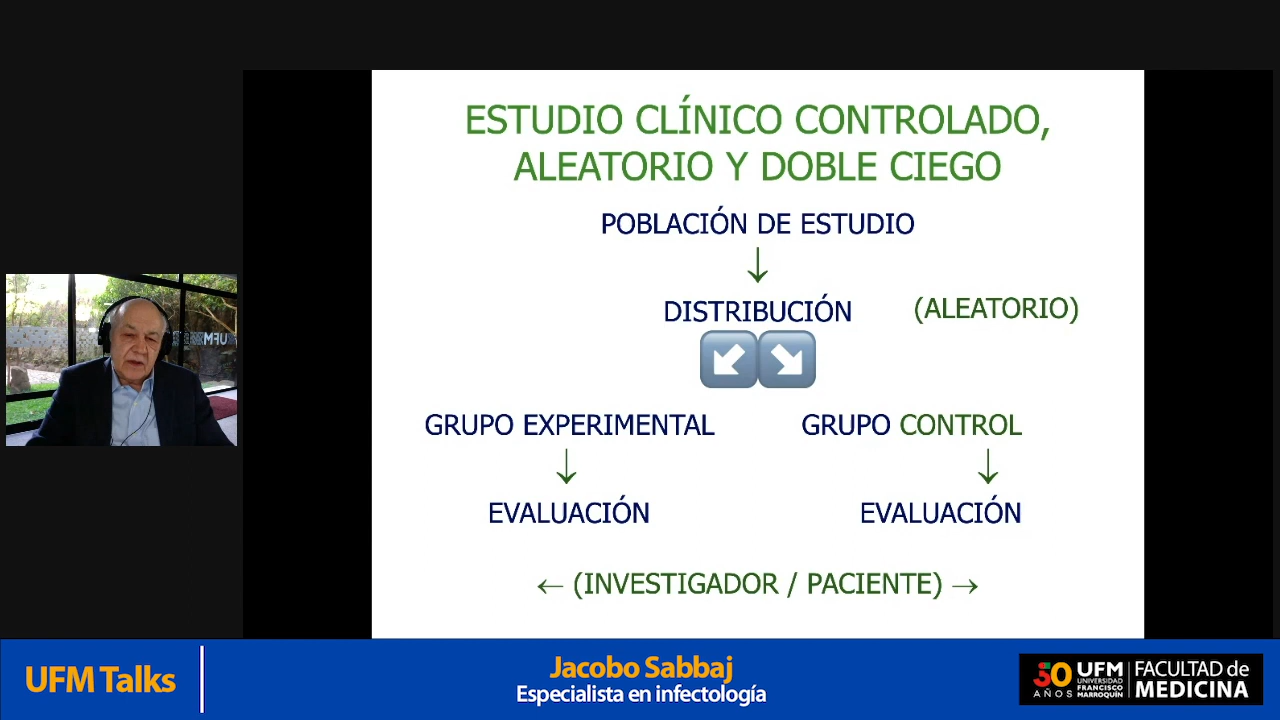 ESTUDIO CLÍNICO CONTROLADO,
ALEATORIO Y DOBLE CIEGO
POBLACIÓN DE ESTUDIO
↓
DISTRIBUCIÓN (ALEATORIO)
↙ ↘
GRUPO EXPERIMENTAL GRUPO CONTROL
↓ ↓
EVALUACIÓN EVALUACIÓN
← (INVESTIGADOR / PACIENTE) →
UFM
UFM Talks
Jacobo Sabbaj
Especialista en infectología
50 AÑOS
UFM
UNIVERSIDAD
FRANCISCO
MARROQUÍN
FACULTAD de
MEDICINA